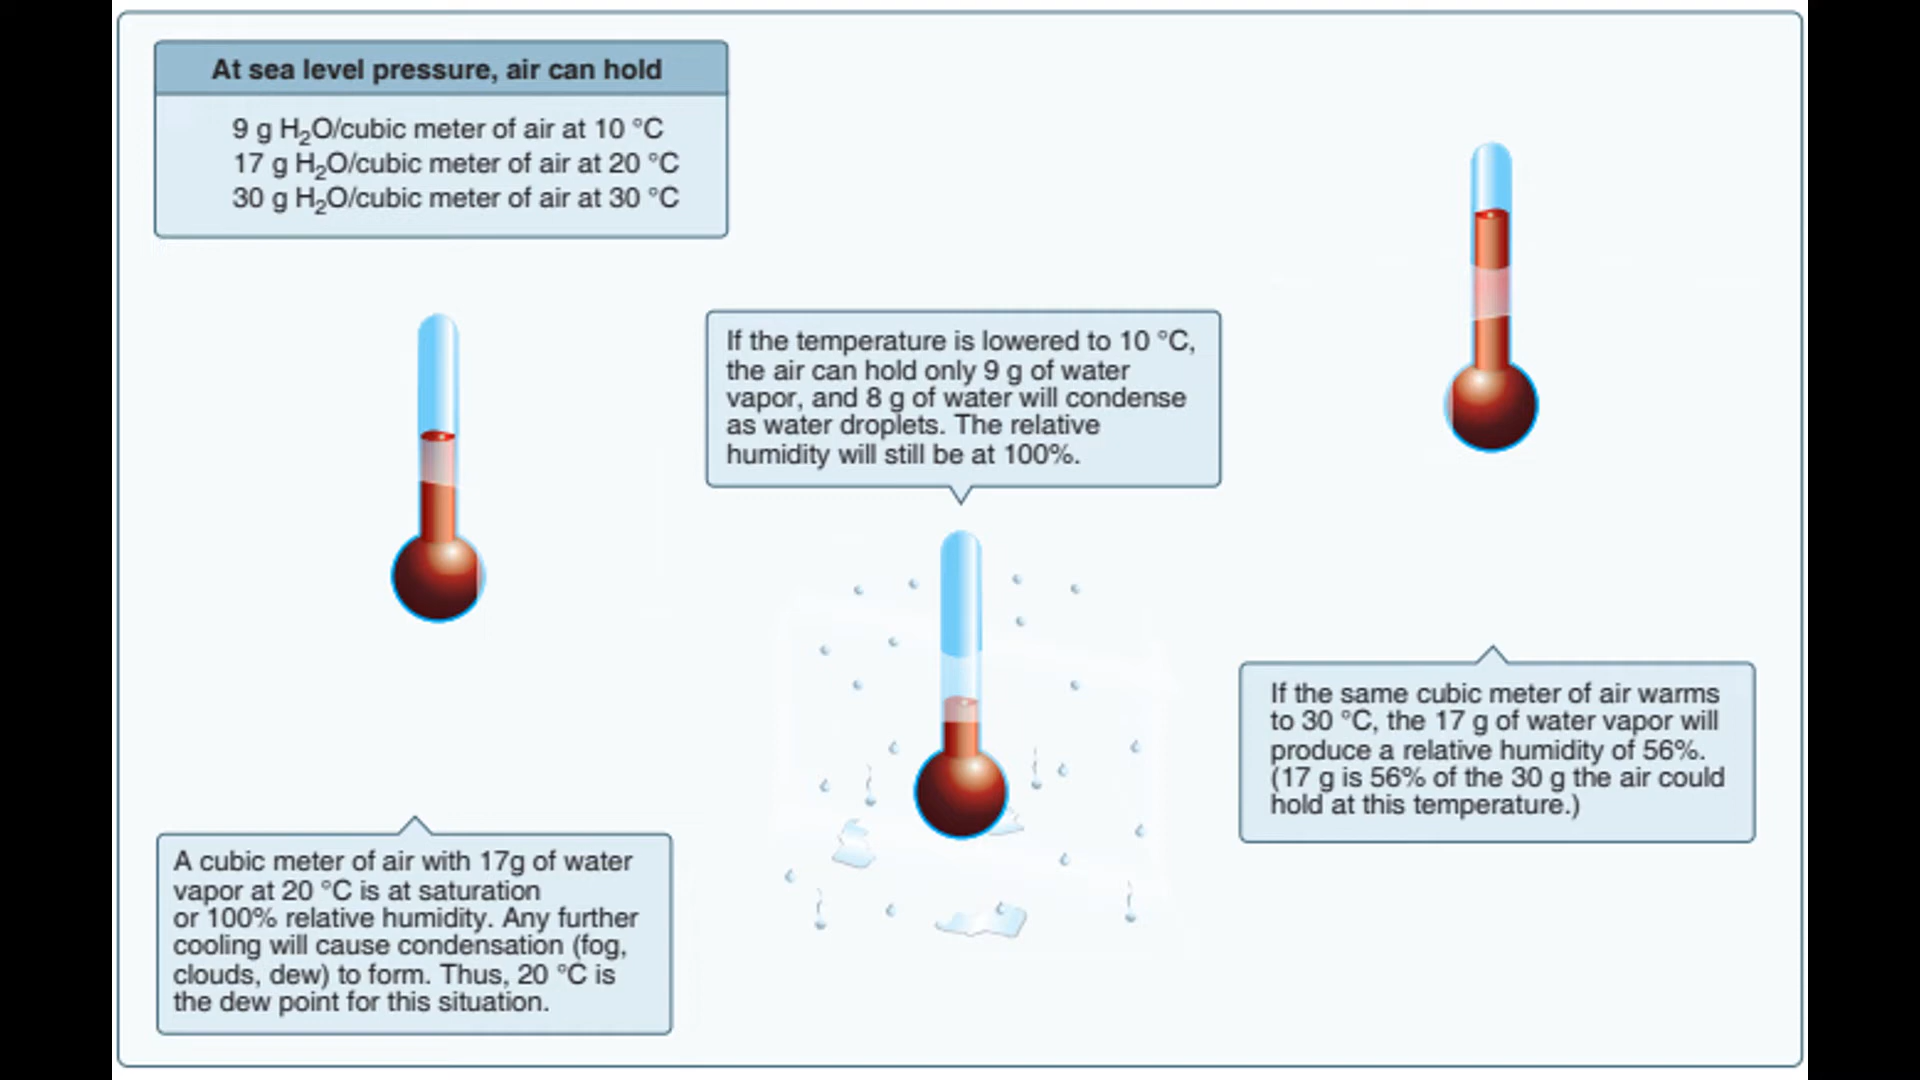 At sea level pressure, air can hold
9 g H₂O/cubic meter of air at 10 °C
17 g H₂O/cubic meter of air at 20 °C
30 g H₂O/cubic meter of air at 30 °C
If the temperature is lowered to 10 °C,
the air can hold only 9 g of water
vapor, and 8 g of water will condense
as water droplets. The relative
humidity will still be at 100%.
If the same cubic meter of air warms
to 30 °C, the 17 g of water vapor will
produce a relative humidity of 56%.
(17 g is 56% of the 30 g the air could
hold at this temperature.)
A cubic meter of air with 17g of water
vapor at 20 °C is at saturation
or 100% relative humidity. Any further
cooling will cause condensation (fog,
clouds, dew) to form. Thus, 20 °C is
the dew point for this situation.